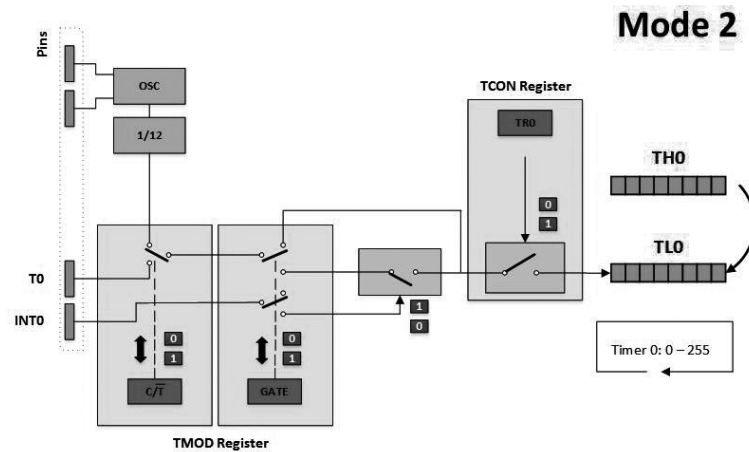 Mode 2
Pins
OSC
TCON Register
1/12
TR0
TH0
0
1
TL0
T0
INT0
1
0
0
1
0
1
Timer 0: 0 – 255
C/T̅
GATE
TMOD Register